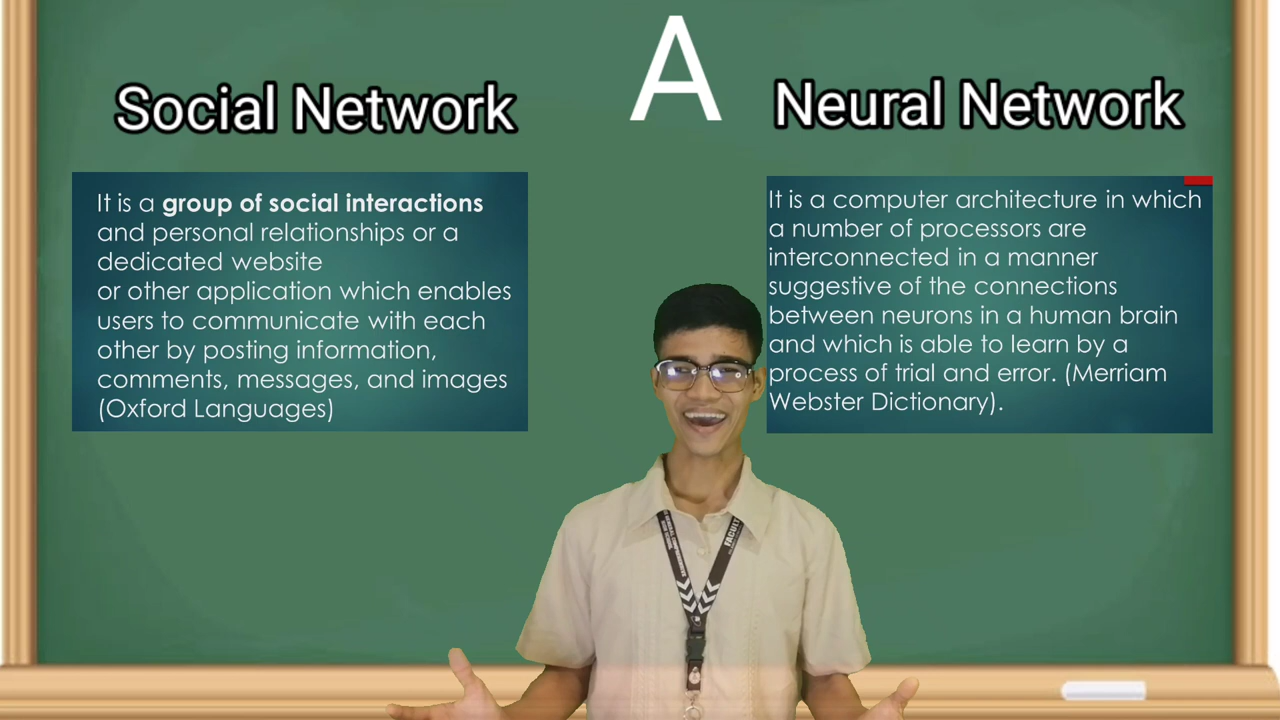 A
Social Network
Neural Network
It is a group of social interactions
and personal relationships or a
dedicated website
or other application which enables
users to communicate with each
other by posting information,
comments, messages, and images
(Oxford Languages)
It is a computer architecture in which
a number of processors are
interconnected in a manner
suggestive of the connections
between neurons in a human brain
and which is able to learn by a
process of trial and error. (Merriam
Webster Dictionary).
FACULT